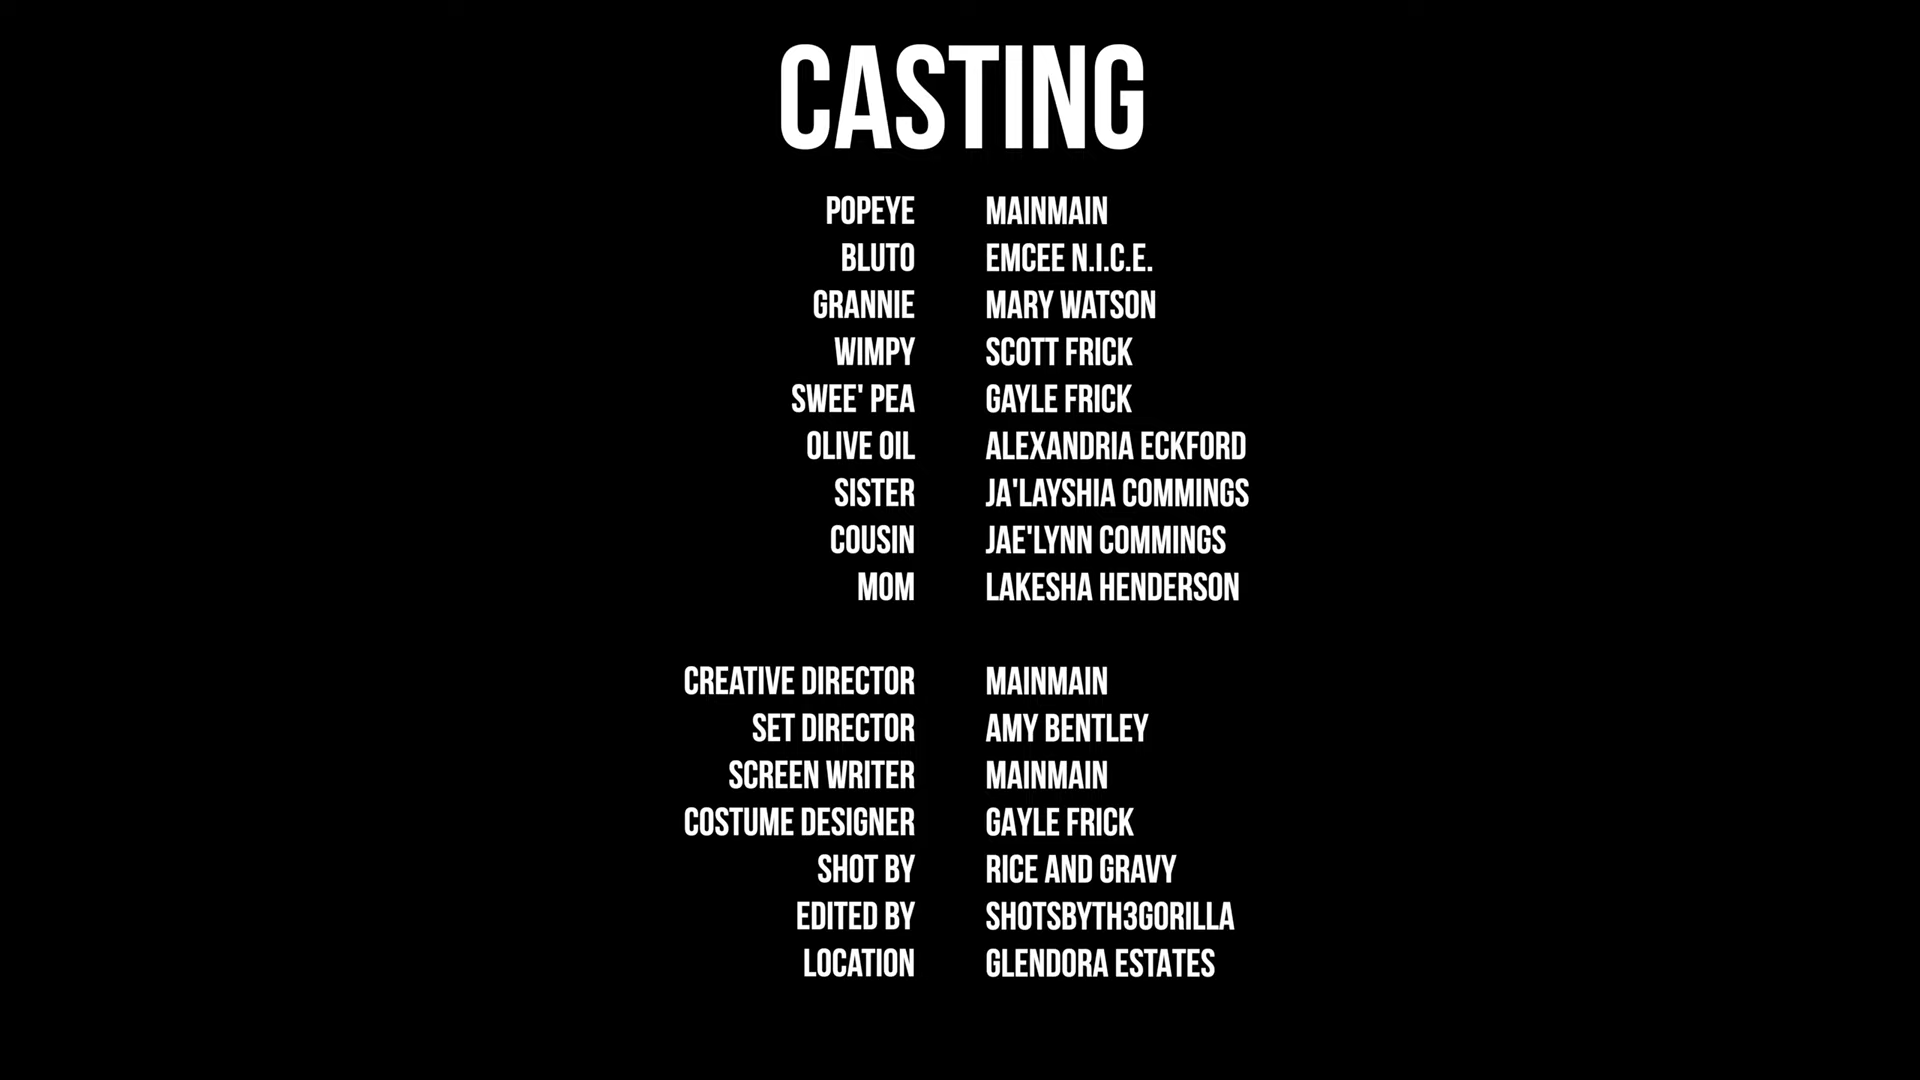 CASTING
POPEYE MAINMAIN
BLUTO EMCEE N.I.C.E.
GRANNIE MARY WATSON
WIMPY SCOTT FRICK
SWEE' PEA GAYLE FRICK
OLIVE OIL ALEXANDRIA ECKFORD
SISTER JA'LAYSHIA COMMINGS
COUSIN JAE'LYNN COMMINGS
MOM LAKESHA HENDERSON
CREATIVE DIRECTOR MAINMAIN
SET DIRECTOR AMY BENTLEY
SCREEN WRITER MAINMAIN
COSTUME DESIGNER GAYLE FRICK
SHOT BY RICE AND GRAVY
EDITED BY SHOTSBYTH3GORILLA
LOCATION GLENDORA ESTATES